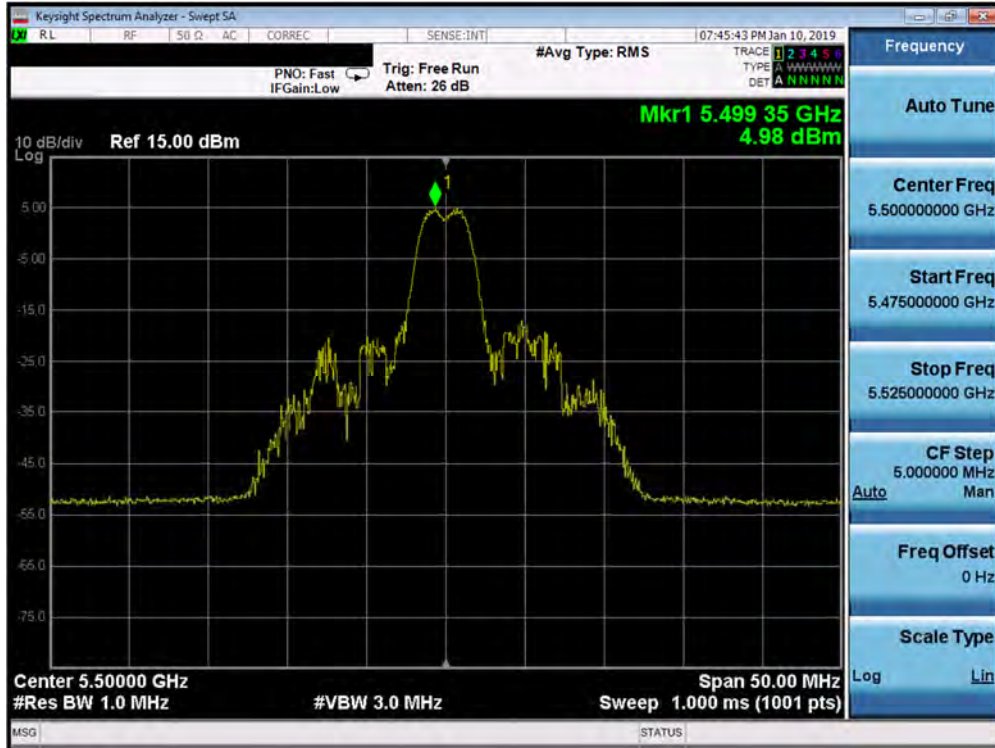 Keysight Spectrum Analyzer - Swept SA
LXI RL RF 50 Ω AC CORREC SENSE:INT 07:45:43 PM Jan 10, 2019
#Avg Type: RMS
TRACE 1 2 3 4 5 6
PNO: Fast Trig: Free Run TYPE A WWWWW
IFGain:Low Atten: 26 dB DET A N N N N N
Mkr1 5.499 35 GHz
4.98 dBm
10 dB/div Ref 15.00 dBm
Log
1
5.00
-5.00
-15.0
-25.0
-35.0
-45.0
-55.0
-65.0
-75.0
Center 5.50000 GHz Span 50.00 MHz
#Res BW 1.0 MHz #VBW 3.0 MHz Sweep 1.000 ms (1001 pts)
MSG STATUS
Frequency
Auto Tune
Center Freq
5.500000000 GHz
Start Freq
5.475000000 GHz
Stop Freq
5.525000000 GHz
CF Step
5.000000 MHz
Auto Man
Freq Offset
0 Hz
Scale Type
Log Lin